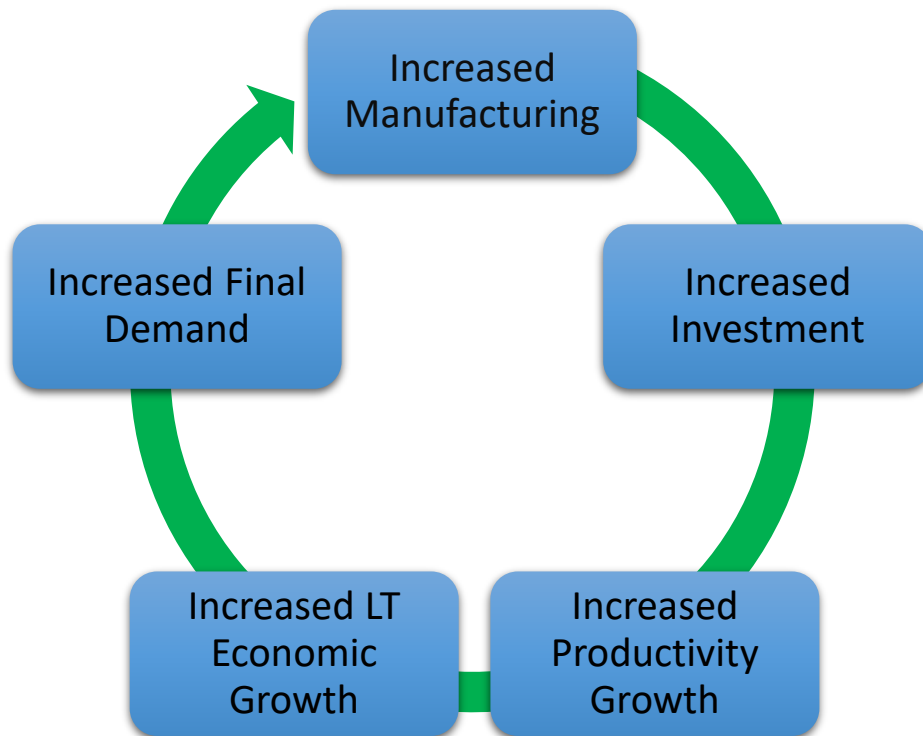 Increased
Manufacturing
Increased
Investment
Increased
Productivity
Growth
Increased LT
Economic
Growth
Increased Final
Demand